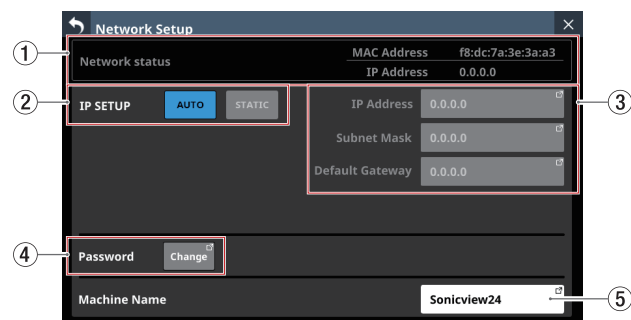 Network Setup
① Network status MAC Address f8:dc:7a:3e:3a:a3
IP Address 0.0.0.0
② IP SETUP AUTO STATIC IP Address 0.0.0.0 ③
Subnet Mask 0.0.0.0
Default Gateway 0.0.0.0
④ Password Change
Machine Name Sonicview24 ⑤